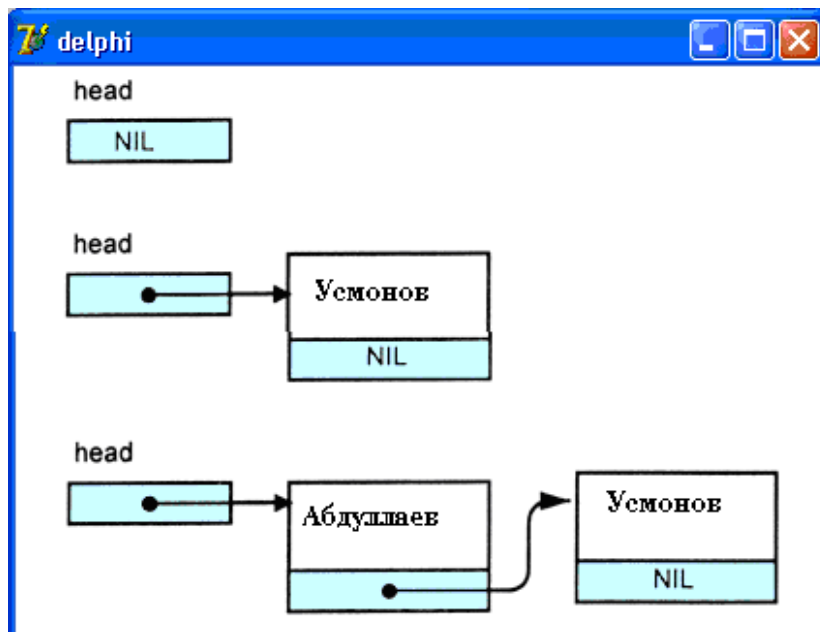 delphi
head
NIL
head
Усмонов
NIL
head
Абдуллаев
Усмонов
NIL